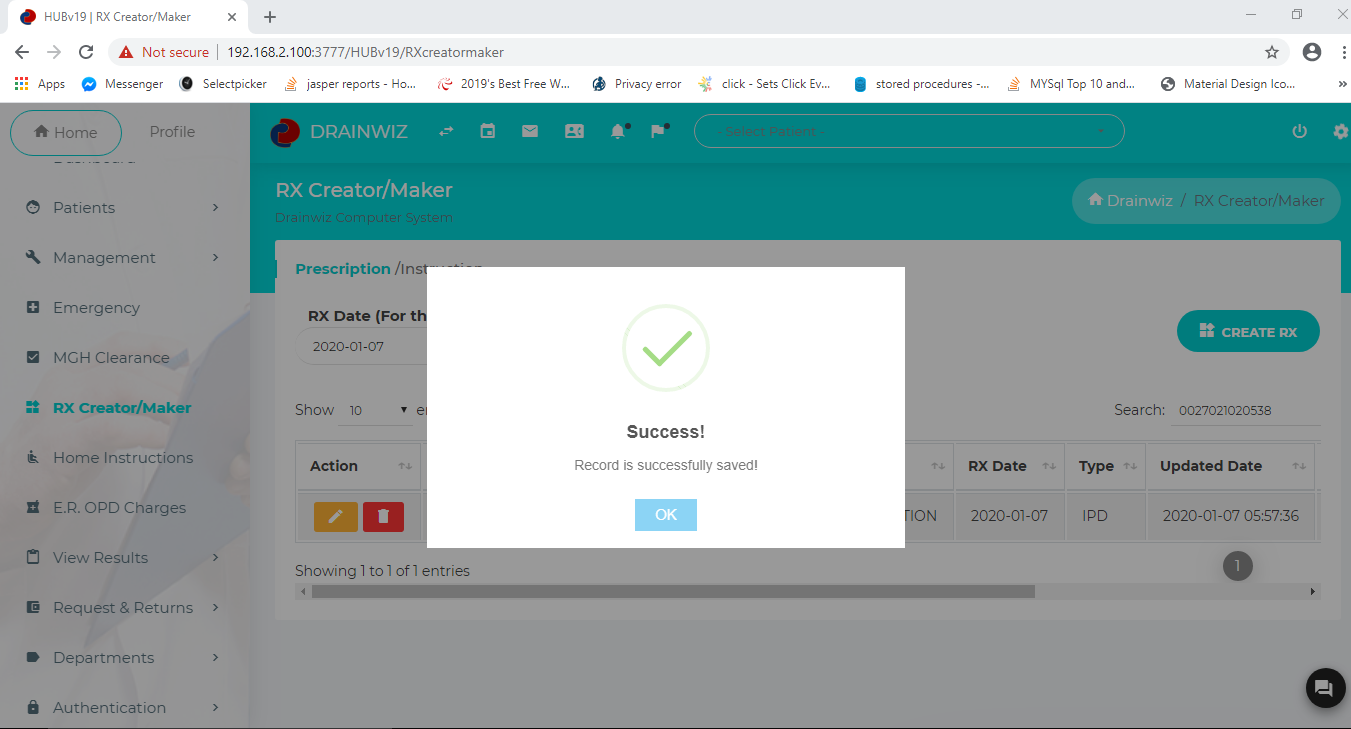 HUBv19 | RX Creator/Maker
Not secure 192.168.2.100:3777/HUBv19/RXcreatormaker
Apps Messenger Selectpicker jasper reports - Ho... 2019's Best Free W... Privacy error click - Sets Click Ev... stored procedures -... MYSql Top 10 and... Material Design Ico... »
Home Profile
DRAINWIZ
- Select Patient -
Dashboard
Patients
Management
Emergency
MGH Clearance
RX Creator/Maker
Home Instructions
E.R. OPD Charges
View Results
Request & Returns
Departments
Authentication
RX Creator/Maker
Drainwiz Computer System
Drainwiz / RX Creator/Maker
Prescription /Instruction
RX Date (For th
2020-01-07
CREATE RX
Show 10
Search: 0027021020538
Action RX Date Type Updated Date
TION 2020-01-07 IPD 2020-01-07 05:57:36
Showing 1 to 1 of 1 entries
1
Success!
Record is successfully saved!
OK